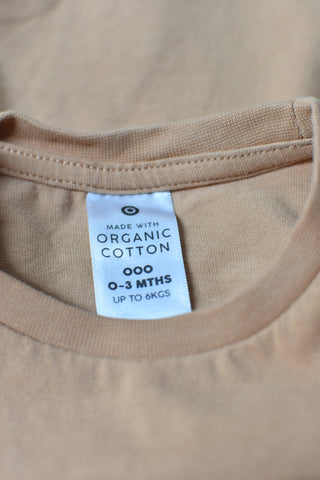 MADE WITH
ORGANIC
COTTON
000
0-3 MTHS
UP TO 6KGS